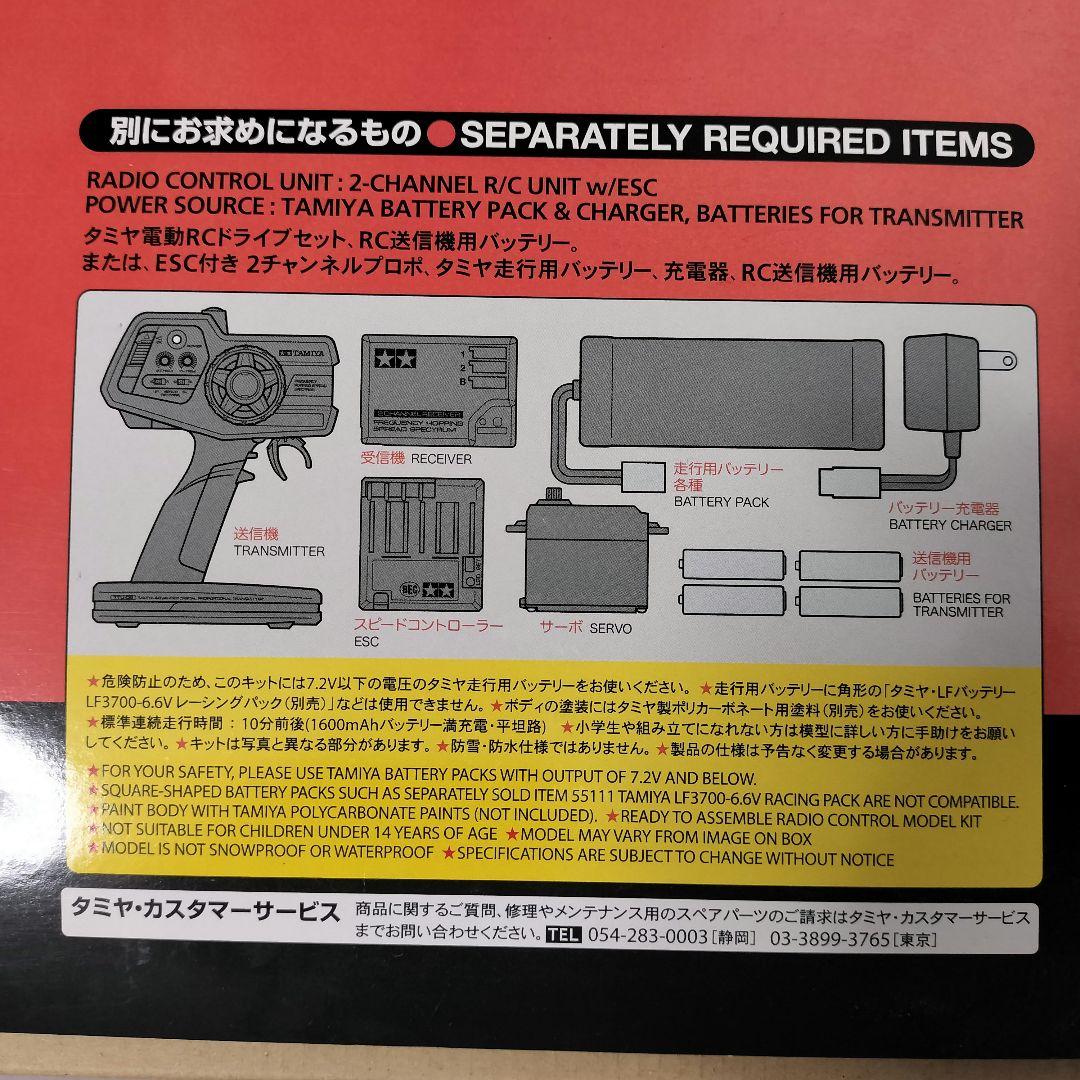 別にお求めになるもの●SEPARATELY REQUIRED ITEMS
RADIO CONTROL UNIT : 2-CHANNEL R/C UNIT w/ESC
POWER SOURCE : TAMIYA BATTERY PACK & CHARGER, BATTERIES FOR TRANSMITTER
タミヤ電動RCドライブセット、RC送信機用バッテリー。
または、ESC付き 2チャンネルプロポ、タミヤ走行用バッテリー、充電器、RC送信機用バッテリー。
TAMIYA
FREQUENCY
送信機
TRANSMITTER
1
2
B
2 CHANNEL RECEIVER
FREQUENCY HOPPING
SPREAD SPECTRUM
受信機 RECEIVER
BEC
スピードコントローラー
ESC
サーボ SERVO
走行用バッテリー
各種
BATTERY PACK
バッテリー充電器
BATTERY CHARGER
送信機用
バッテリー
BATTERIES FOR
TRANSMITTER
★危険防止のため、このキットには7.2V以下の電圧のタミヤ走行用バッテリーをお使いください。★走行用バッテリーに角形の「タミヤ・LFバッテリー
LF3700-6.6Vレーシングパック(別売)」などは使用できません。★ボディの塗装にはタミヤ製ポリカーボネート用塗料(別売)をお使いください。
★標準連続走行時間 : 10分前後(1600mAhバッテリー満充電・平坦路) ★小学生や組み立てになれない方は模型に詳しい方に手助けをお願い
してください。★キットは写真と異なる部分があります。★防雪・防水仕様ではありません。★製品の仕様は予告なく変更する場合があります。
★FOR YOUR SAFETY, PLEASE USE TAMIYA BATTERY PACKS WITH OUTPUT OF 7.2V AND BELOW.
★SQUARE-SHAPED BATTERY PACKS SUCH AS SEPARATELY SOLD ITEM 55111 TAMIYA LF3700-6.6V RACING PACK ARE NOT COMPATIBLE.
★PAINT BODY WITH TAMIYA POLYCARBONATE PAINTS (NOT INCLUDED). ★READY TO ASSEMBLE RADIO CONTROL MODEL KIT
★NOT SUITABLE FOR CHILDREN UNDER 14 YEARS OF AGE ★MODEL MAY VARY FROM IMAGE ON BOX
★MODEL IS NOT SNOWPROOF OR WATERPROOF ★SPECIFICATIONS ARE SUBJECT TO CHANGE WITHOUT NOTICE
タミヤ・カスタマーサービス 商品に関するご質問、修理やメンテナンス用のスペアパーツのご請求はタミヤ・カスタマーサービス
までお問い合わせください。TEL 054-283-0003[静岡] 03-3899-3765[東京]